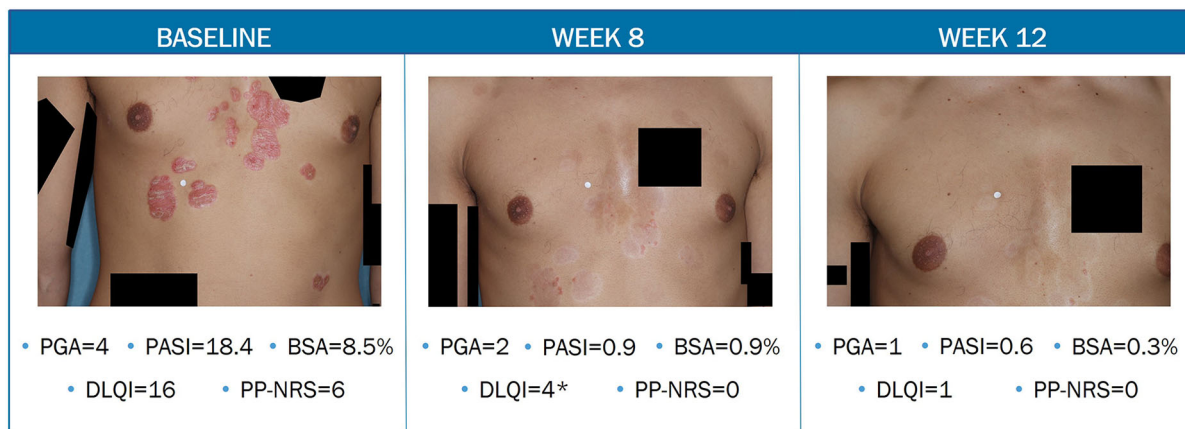 BASELINE
WEEK 8
WEEK 12
• PGA=4 • PASI=18.4 • BSA=8.5%
• DLQI=16 • PP-NRS=6
• PGA=2 • PASI=0.9 • BSA=0.9%
• DLQI=4* • PP-NRS=0
• PGA=1 • PASI=0.6 • BSA=0.3%
• DLQI=1 • PP-NRS=0